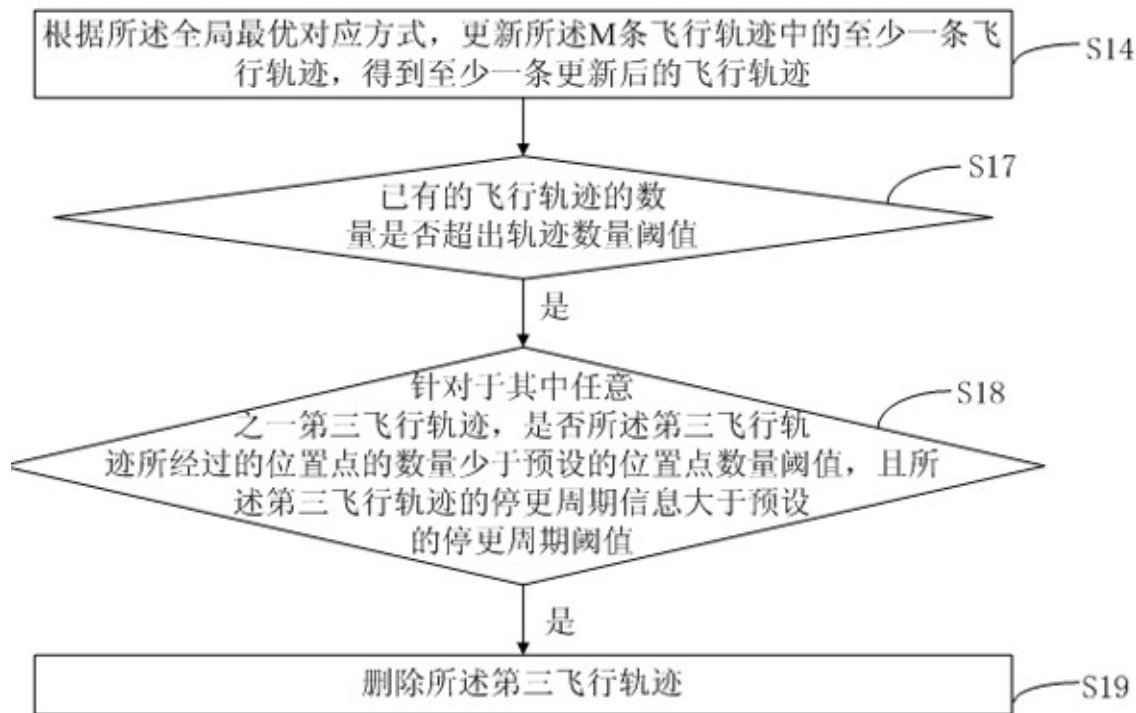 根据所述全局最优对应方式，更新所述M条飞行轨迹中的至少一条飞
行轨迹，得到至少一条更新后的飞行轨迹
S14
已有的飞行轨迹的数
量是否超出轨迹数量阈值
S17
是
针对于其中任意
之一第三飞行轨迹，是否所述第三飞行轨
迹所经过的位置点的数量少于预设的位置点数量阈值，且所
述第三飞行轨迹的停更周期信息大于预设
的停更周期阈值
S18
是
删除所述第三飞行轨迹
S19